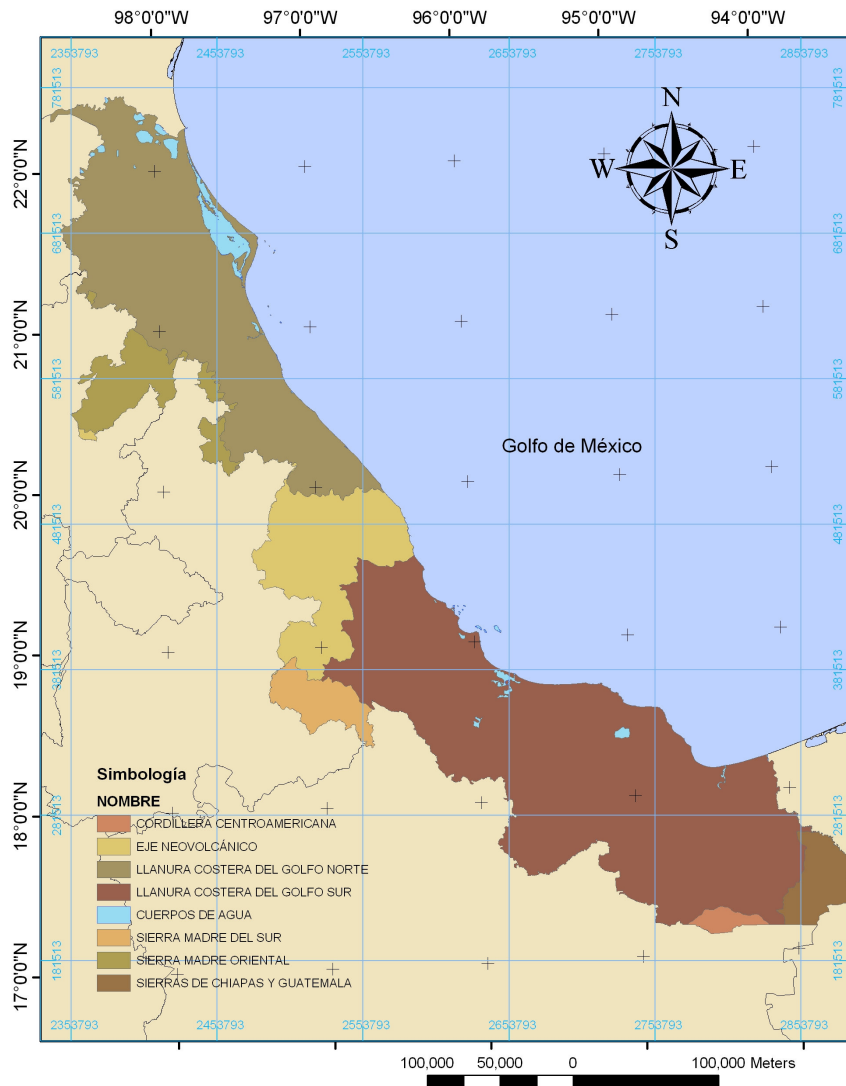 98°0'0"W 97°0'0"W 96°0'0"W 95°0'0"W 94°0'0"W
2353793 2453793 2553793 2653793 2753793 2853793
781513 781513
N
W E
S
22°0'0"N
681513 681513
21°0'0"N
581513 581513
Golfo de México
20°0'0"N
481513 481513
19°0'0"N
381513 381513
Simbología
NOMBRE
18°0'0"N
281513 281513
CORDILLERA CENTROAMERICANA
EJE NEOVOLCÁNICO
LLANURA COSTERA DEL GOLFO NORTE
LLANURA COSTERA DEL GOLFO SUR
CUERPOS DE AGUA
SIERRA MADRE DEL SUR
SIERRA MADRE ORIENTAL
181513 181513
17°0'0"N
SIERRAS DE CHIAPAS Y GUATEMALA
2353793 2453793 2553793 2653793 2753793 2853793
100,000 50,000 0 100,000 Meters